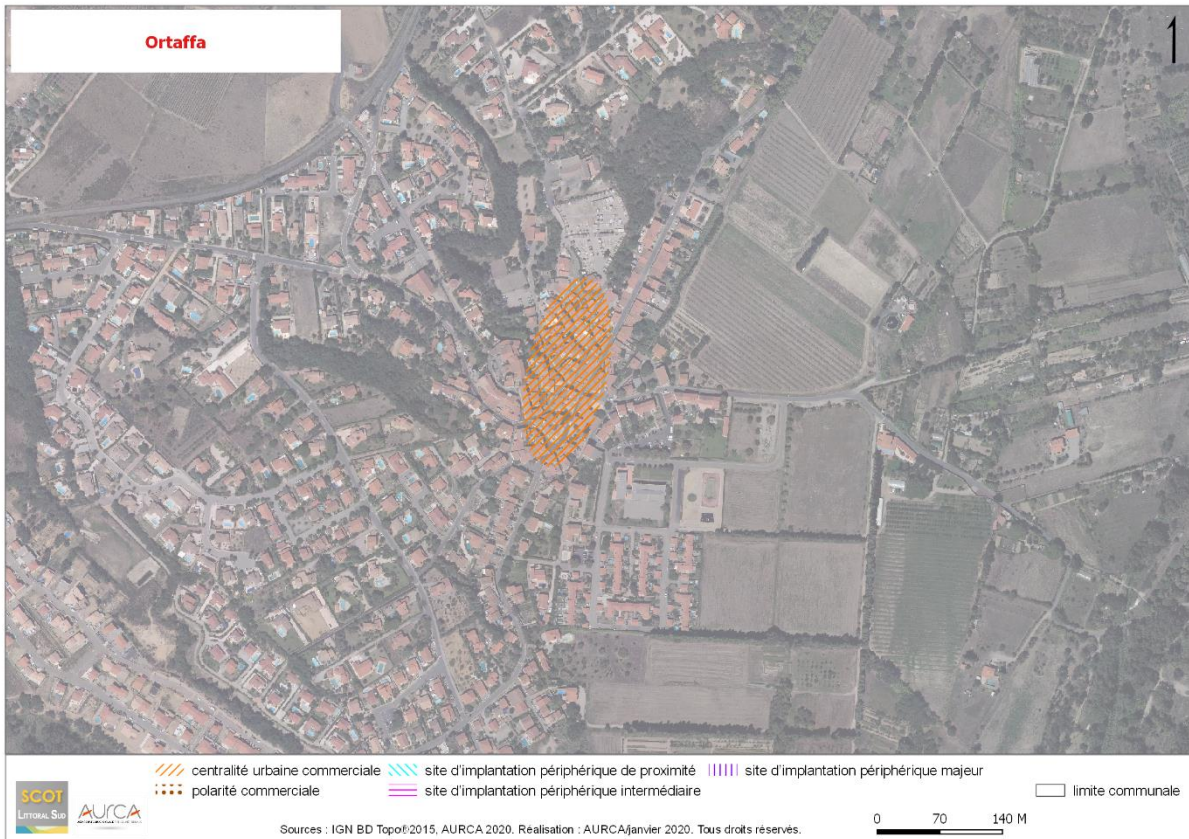 Ortaffa
centralité urbaine commerciale
site d'implantation périphérique de proximité
site d'implantation périphérique majeur
polarité commerciale
site d'implantation périphérique intermédiaire
limite communale
SCOT
LITTORAL SUD
AURCA
Sources : IGN BD Topo®2015, AURCA 2020. Réalisation : AURCA/janvier 2020. Tous droits réservés.
0 70 140 M